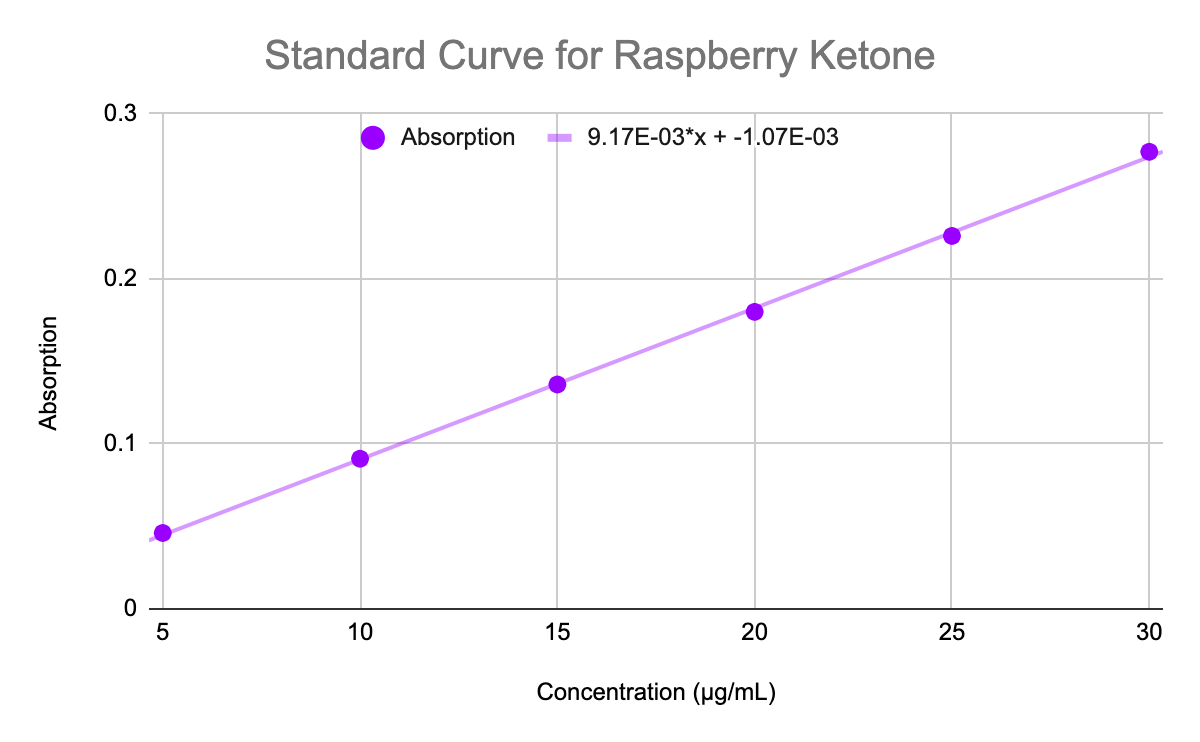 Standard Curve for Raspberry Ketone
0.3
Absorption 9.17E-03*x + -1.07E-03
0.2
Absorption
0.1
0
5 10 15 20 25 30
Concentration (µg/mL)